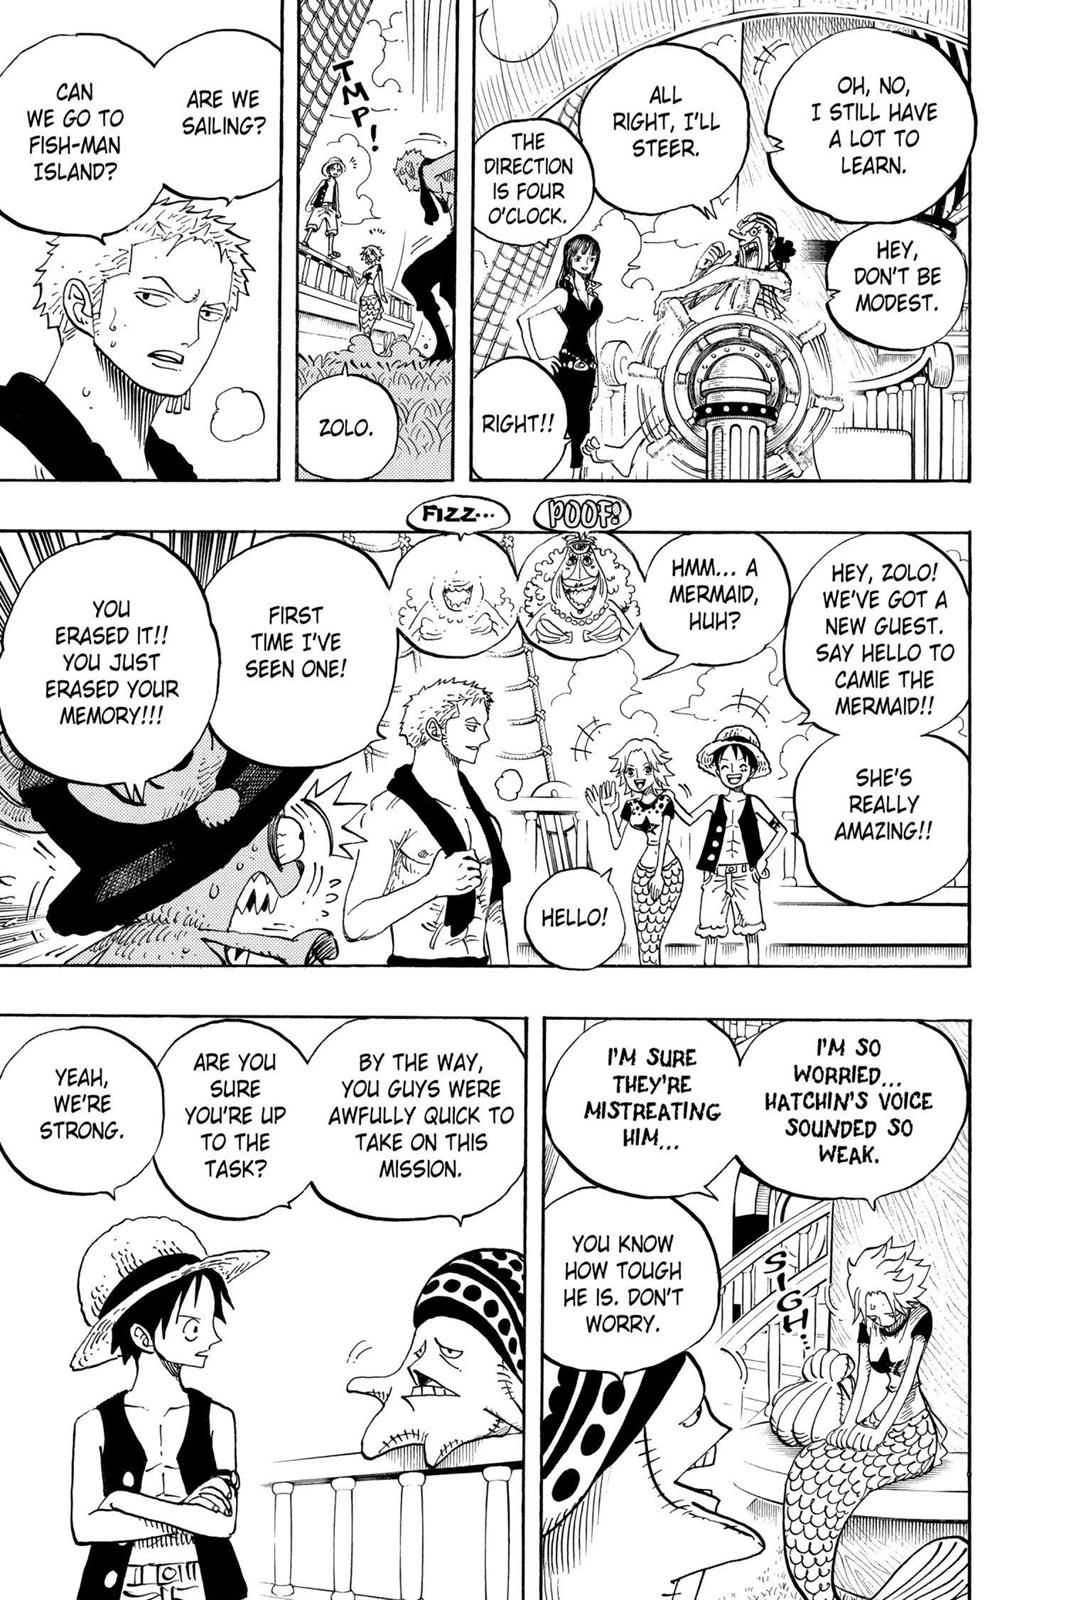 OH, NO,
I STILL HAVE
A LOT TO
LEARN.
HEY,
DON'T BE
MODEST.
ALL
RIGHT, I'LL
STEER.
THE
DIRECTION
IS FOUR
O'CLOCK.
RIGHT!!
TMP!
ZOLO.
ARE WE
SAILING?
CAN
WE GO TO
FISH-MAN
ISLAND?
HEY, ZOLO!
WE'VE GOT A
NEW GUEST.
SAY HELLO TO
CAMIE THE
MERMAID!!
SHE'S
REALLY
AMAZING!!
HELLO!
HMM... A
MERMAID,
HUH?
POOF!
FIZZ...
FIRST
TIME I'VE
SEEN ONE!
YOU
ERASED IT!!
YOU JUST
ERASED YOUR
MEMORY!!!
I'M SO
WORRIED...
HATCHIN'S VOICE
SOUNDED SO
WEAK.
I'M SURE
THEY'RE
MISTREATING
HIM...
SIGH...
YOU KNOW
HOW TOUGH
HE IS. DON'T
WORRY.
BY THE WAY,
YOU GUYS WERE
AWFULLY QUICK TO
TAKE ON THIS
MISSION.
ARE YOU
SURE
YOU'RE UP
TO THE
TASK?
YEAH,
WE'RE
STRONG.